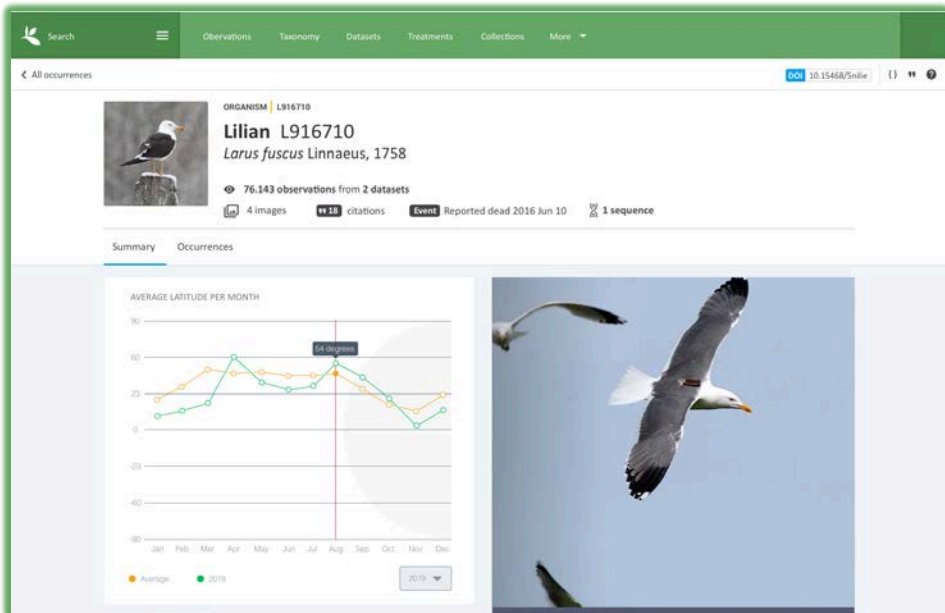 Search Obervations Taxonomy Datasets Treatments Collections More
All occurrences DOI 10.15468/5nilie { } "
ORGANISM L916710
Lilian L916710
Larus fuscus Linnaeus, 1758
76.143 observations from 2 datasets
4 images " 18 citations Event Reported dead 2016 Jun 10 1 sequence
Summary Occurrences
AVERAGE LATITUDE PER MONTH
90
54 degrees
60
23
0
-23
-60
-90
Jan Feb Mar Apr May Jun Jul Aug Sep Oct Nov Dec
Average 2019 2019